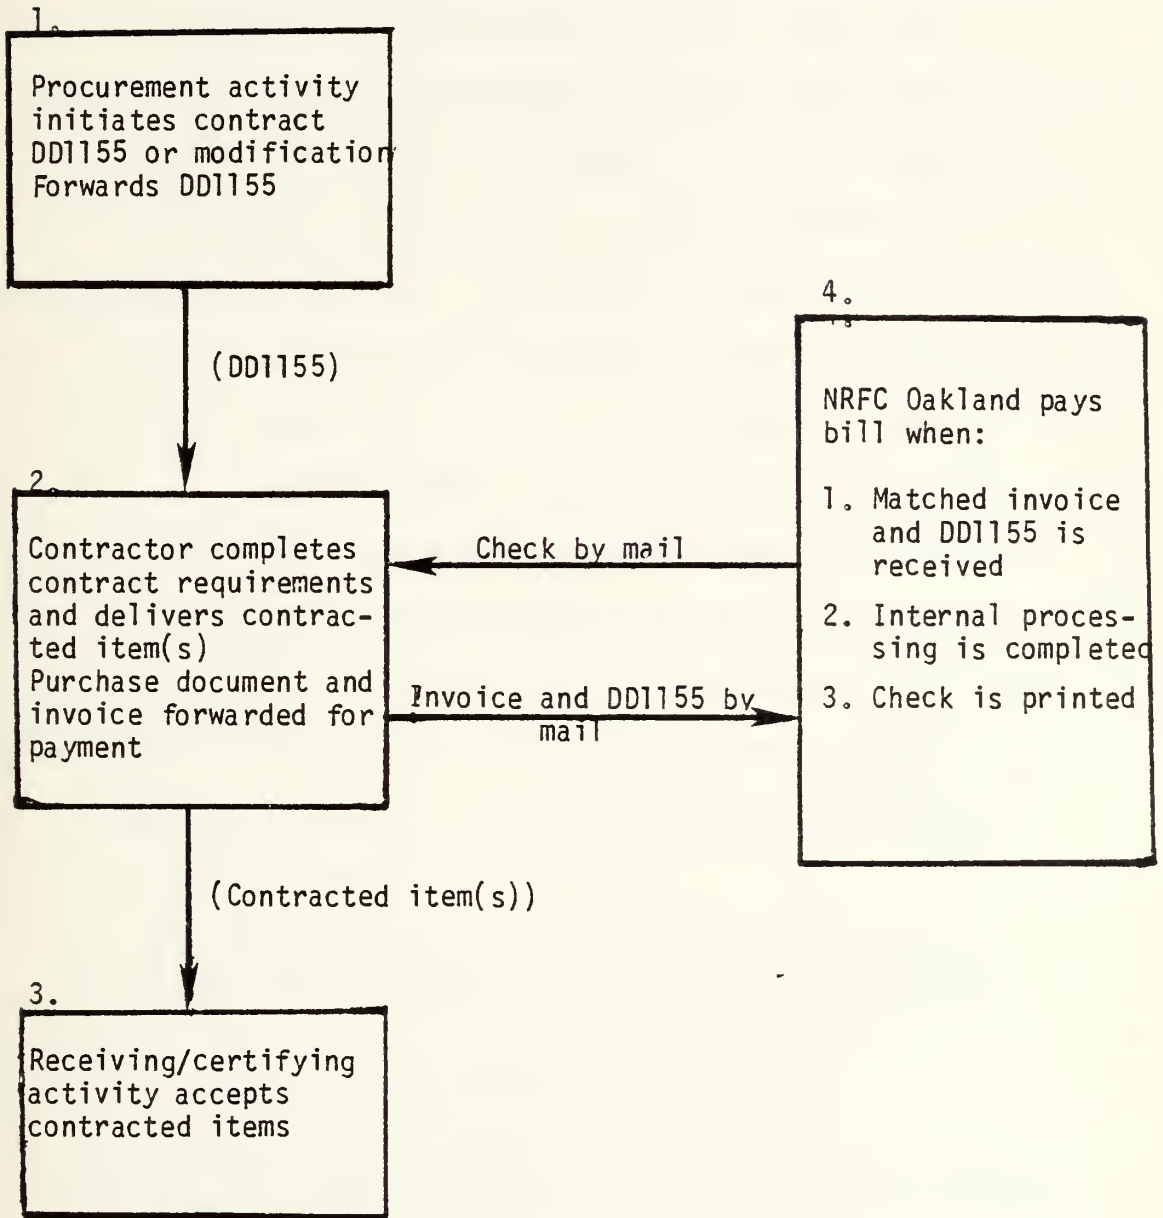 1.
Procurement activity
initiates contract
DD1155 or modification
Forwards DD1155
(DD1155)
2.
Contractor completes
contract requirements
and delivers contrac-
ted item(s)
Purchase document and
invoice forwarded for
payment
Check by mail
Invoice and DD1155 by
mail
4.
NRFC Oakland pays
bill when:
1. Matched invoice
and DD1155 is
received
2. Internal proces-
sing is completed
3. Check is printed
(Contracted item(s))
3.
Receiving/certifying
activity accepts
contracted items